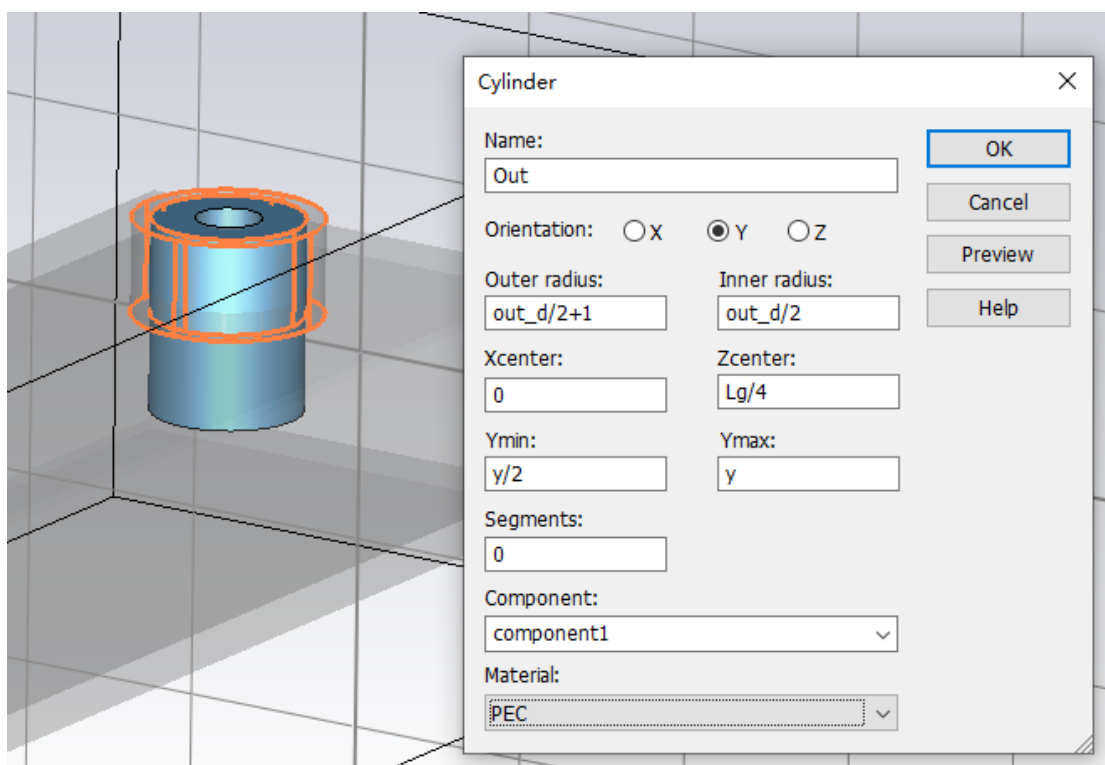 Cylinder
Name:
OK
Out
Cancel
Orientation: X Y Z
Preview
Outer radius: Inner radius:
Help
out_d/2+1 out_d/2
Xcenter: Zcenter:
0 Lg/4
Ymin: Ymax:
y/2 y
Segments:
0
Component:
component1
Material:
PEC